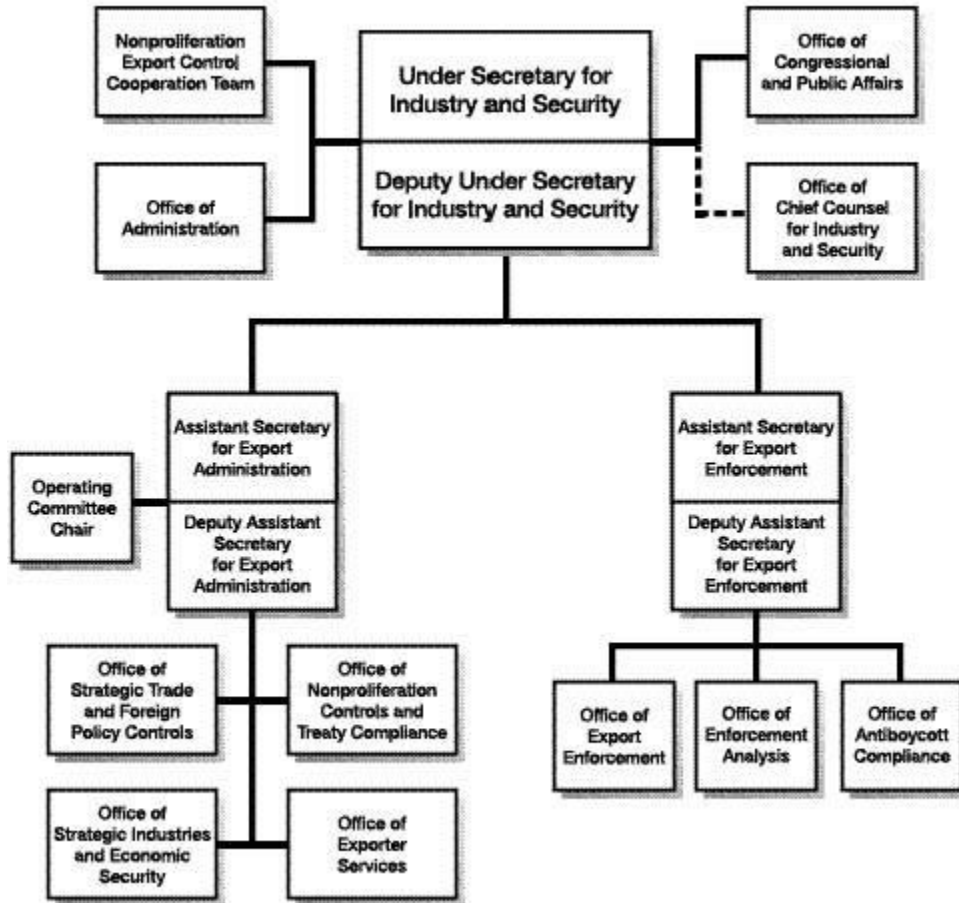 Nonproliferation
Export Control
Cooperation Team
Under Secretary for
Industry and Security
Office of
Congressional
and Public Affairs
Office of
Administration
Deputy Under Secretary
for Industry and Security
Office of
Chief Counsel
for Industry
and Security
Assistant Secretary
for Export
Administration
Assistant Secretary
for Export
Enforcement
Operating
Committee
Chair
Deputy Assistant
Secretary
for Export
Administration
Deputy Assistant
Secretary
for Export
Enforcement
Office of
Strategic Trade
and Foreign
Policy Controls
Office of
Nonproliferation
Controls and
Treaty Compliance
Office of
Export
Enforcement
Office of
Enforcement
Analysis
Office of
Antiboycott
Compliance
Office of
Strategic Industries
and Economic
Security
Office of
Exporter
Services